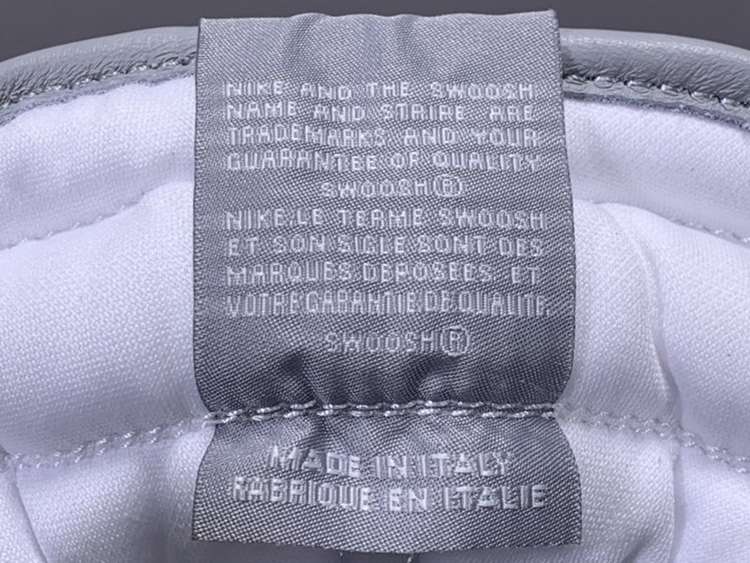 NIKE AND THE SWOOSH
NAME AND STRIPE ARE
TRADEMARKS AND YOUR
GUARANTEE OF QUALITY
SWOOSH®
NIKE, LE TERME SWOOSH
ET SON SIGLE SONT DES
MARQUES DEPOSEES ET
VOTRE GARANTIE DE QUALITE
SWOOSH®
MADE IN ITALY
FABRIQUE EN ITALIE